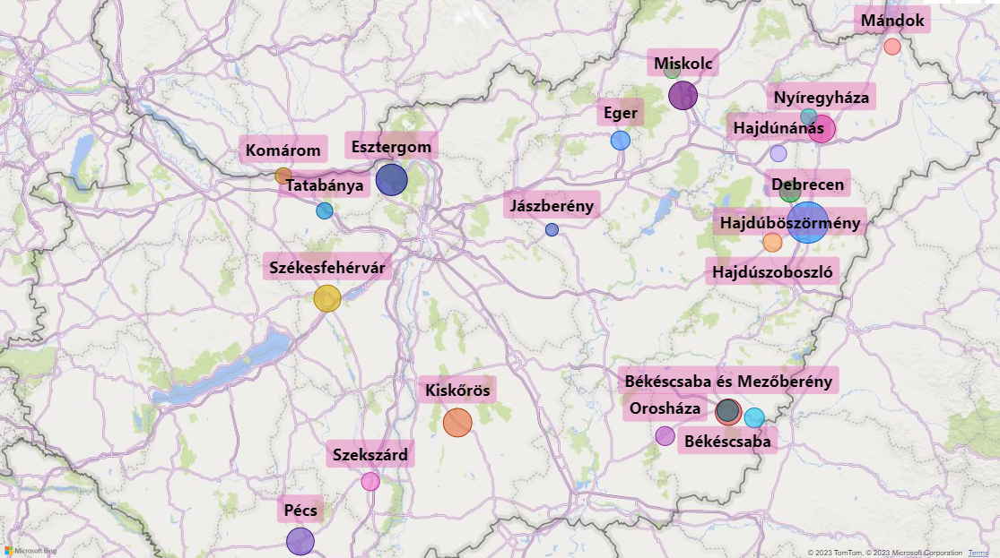 Mándok
Miskolc
Nyíregyháza
Eger
Hajdúnánás
Komárom
Esztergom
Tatabánya
Debrecen
Jászberény
Hajdúböszörmény
Székesfehérvár
Hajdúszoboszló
Kiskőrös
Békéscsaba és Mezőberény
Orosháza
Békéscsaba
Szekszárd
Pécs
Microsoft Bing
© 2023 TomTom, © 2023 Microsoft Corporation Terms